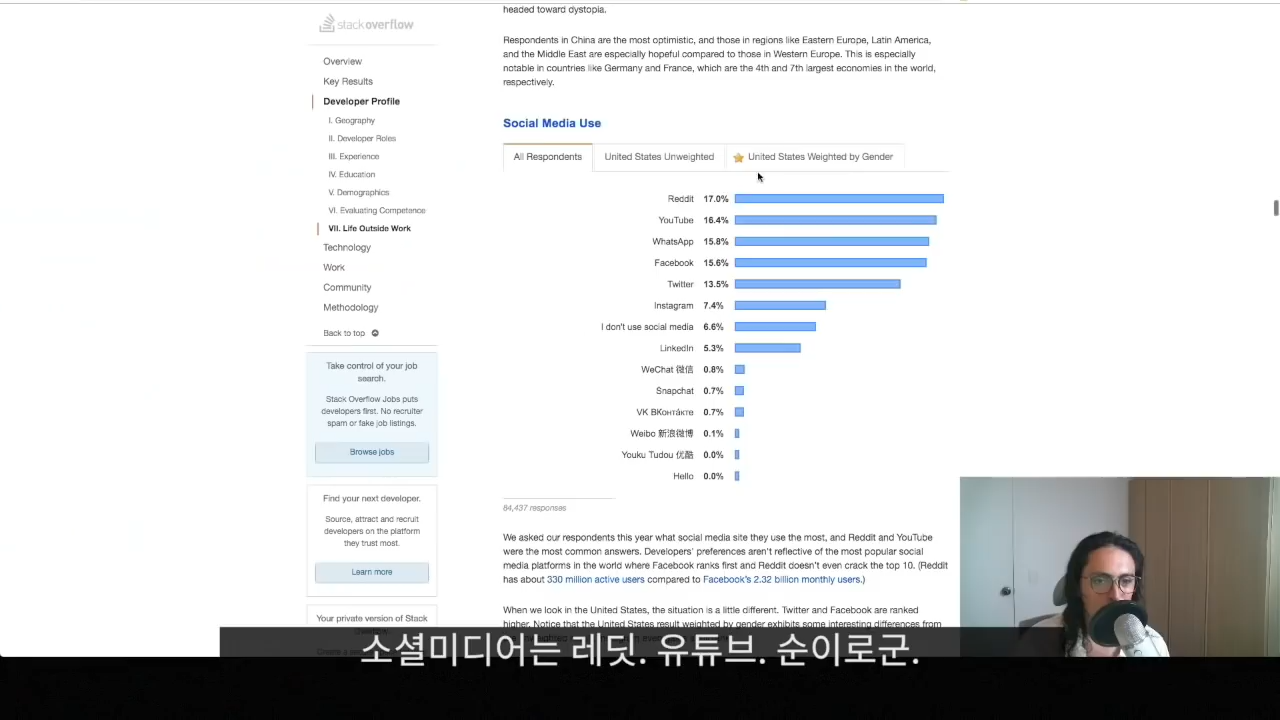 headed toward dystopia.
stackoverflow
Respondents in China are the most optimistic, and those in regions like Eastern Europe, Latin America,
and the Middle East are especially hopeful compared to those in Western Europe. This is especially
notable in countries like Germany and France, which are the 4th and 7th largest economies in the world,
respectively.
Overview
Key Results
Developer Profile
I. Geography
II. Developer Roles
III. Experience
IV. Education
V. Demographics
VI. Evaluating Competence
VII. Life Outside Work
Technology
Work
Community
Methodology
Back to top
Take control of your job
search.
Stack Overflow Jobs puts
developers first. No recruiter
spam or fake job listings.
Browse jobs
Find your next developer.
Source, attract and recruit
developers on the platform
they trust most.
Learn more
Your private version of Stack
Social Media Use
All Respondents United States Unweighted United States Weighted by Gender
Reddit 17.0%
YouTube 16.4%
WhatsApp 15.8%
Facebook 15.6%
Twitter 13.5%
Instagram 7.4%
I don't use social media 6.6%
LinkedIn 5.3%
WeChat 微信 0.8%
Snapchat 0.7%
VK ВКонта́кте 0.7%
Weibo 新浪微博 0.1%
Youku Tudou 优酷 0.0%
Hello 0.0%
84,437 responses
We asked our respondents this year what social media site they use the most, and Reddit and YouTube
were the most common answers. Developers' preferences aren't reflective of the most popular social
media platforms in the world where Facebook ranks first and Reddit doesn't even crack the top 10. (Reddit
has about 330 million active users compared to Facebook's 2.32 billion monthly users.)
When we look in the United States, the situation is a little different. Twitter and Facebook are ranked
higher. Notice that the United States result weighted by gender exhibits some interesting differences from
소셜미디어는 레딧. 유튜브. 순이로군.